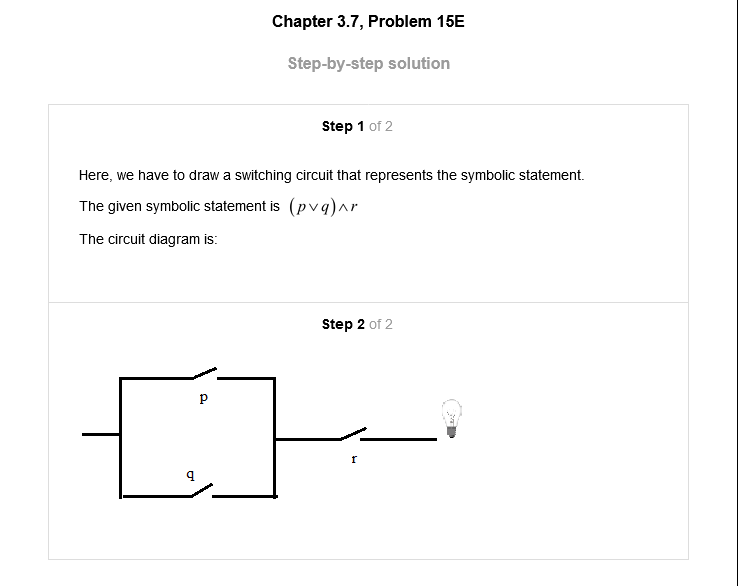 Chapter 3.7, Problem 15E
Step-by-step solution
Step 1 of 2
Here, we have to draw a switching circuit that represents the symbolic statement.
The given symbolic statement is (p∨q)∧r
The circuit diagram is:
Step 2 of 2
p
r
q